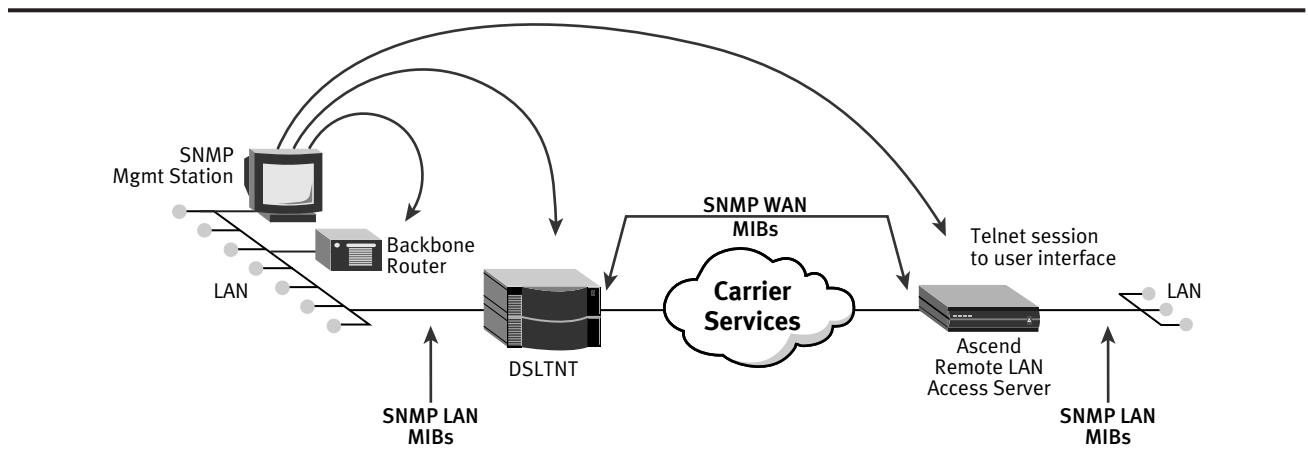 SNMP
Mgmt Station
Backbone
Router
LAN
DSLTNT
SNMP LAN
MIBs
SNMP WAN
MIBs
Carrier
Services
Telnet session
to user interface
LAN
Ascend
Remote LAN
Access Server
SNMP LAN
MIBs